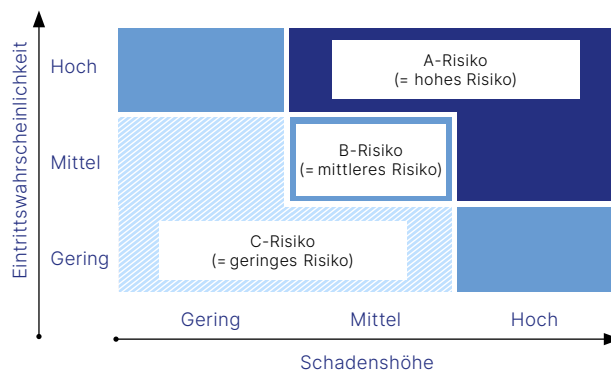 Eintrittswahrscheinlichkeit
Hoch
A-Risiko
(= hohes Risiko)
Mittel
B-Risiko
(= mittleres Risiko)
Gering
C-Risiko
(= geringes Risiko)
Gering
Mittel
Hoch
Schadenshöhe